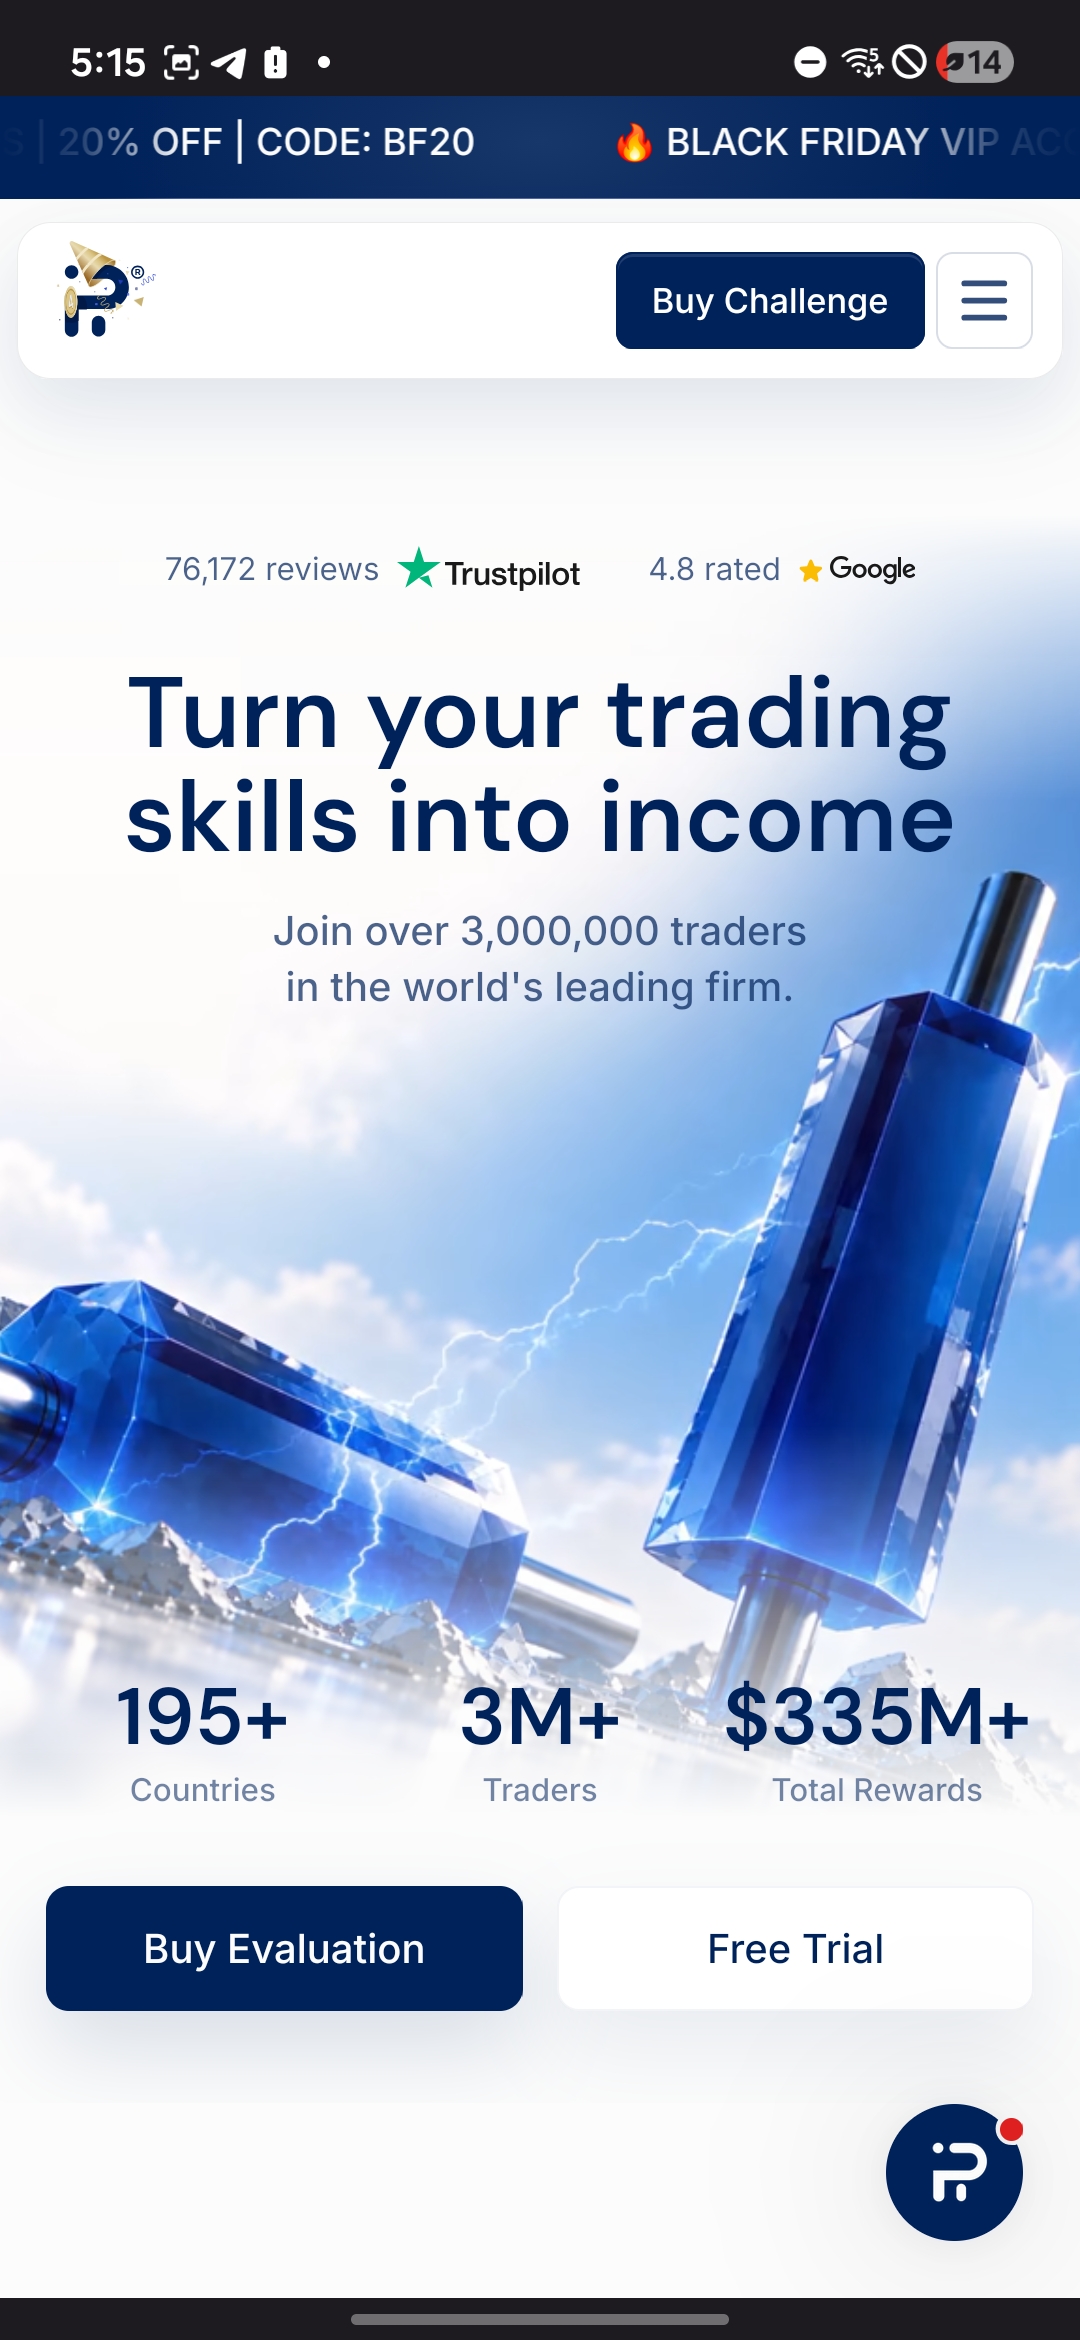 5:15
14
| 20% OFF | CODE: BF20
🔥 BLACK FRIDAY VIP
Buy Challenge
76,172 reviews Trustpilot 4.8 rated Google
Turn your trading
skills into income
Join over 3,000,000 traders
in the world's leading firm.
195+ 3M+ $335M+
Countries Traders Total Rewards
Buy Evaluation Free Trial